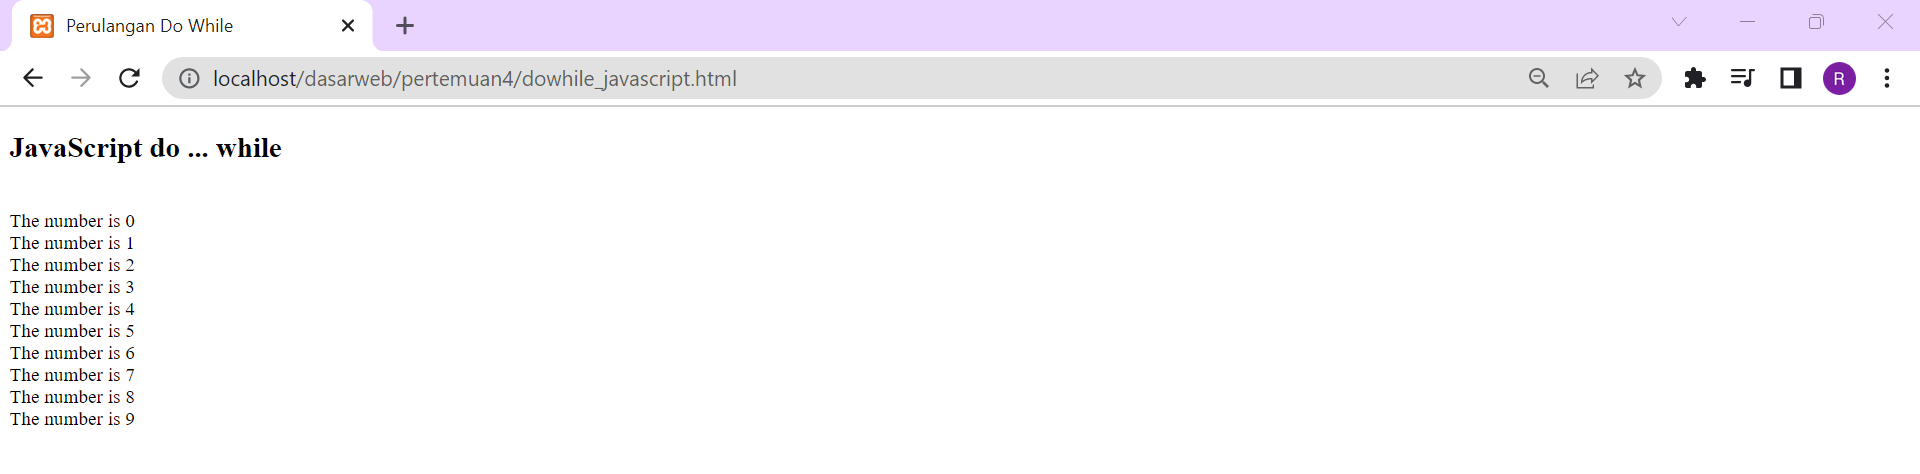 Perulangan Do While
localhost/dasarweb/pertemuan4/dowhile_javascript.html
R
JavaScript do ... while
The number is 0
The number is 1
The number is 2
The number is 3
The number is 4
The number is 5
The number is 6
The number is 7
The number is 8
The number is 9